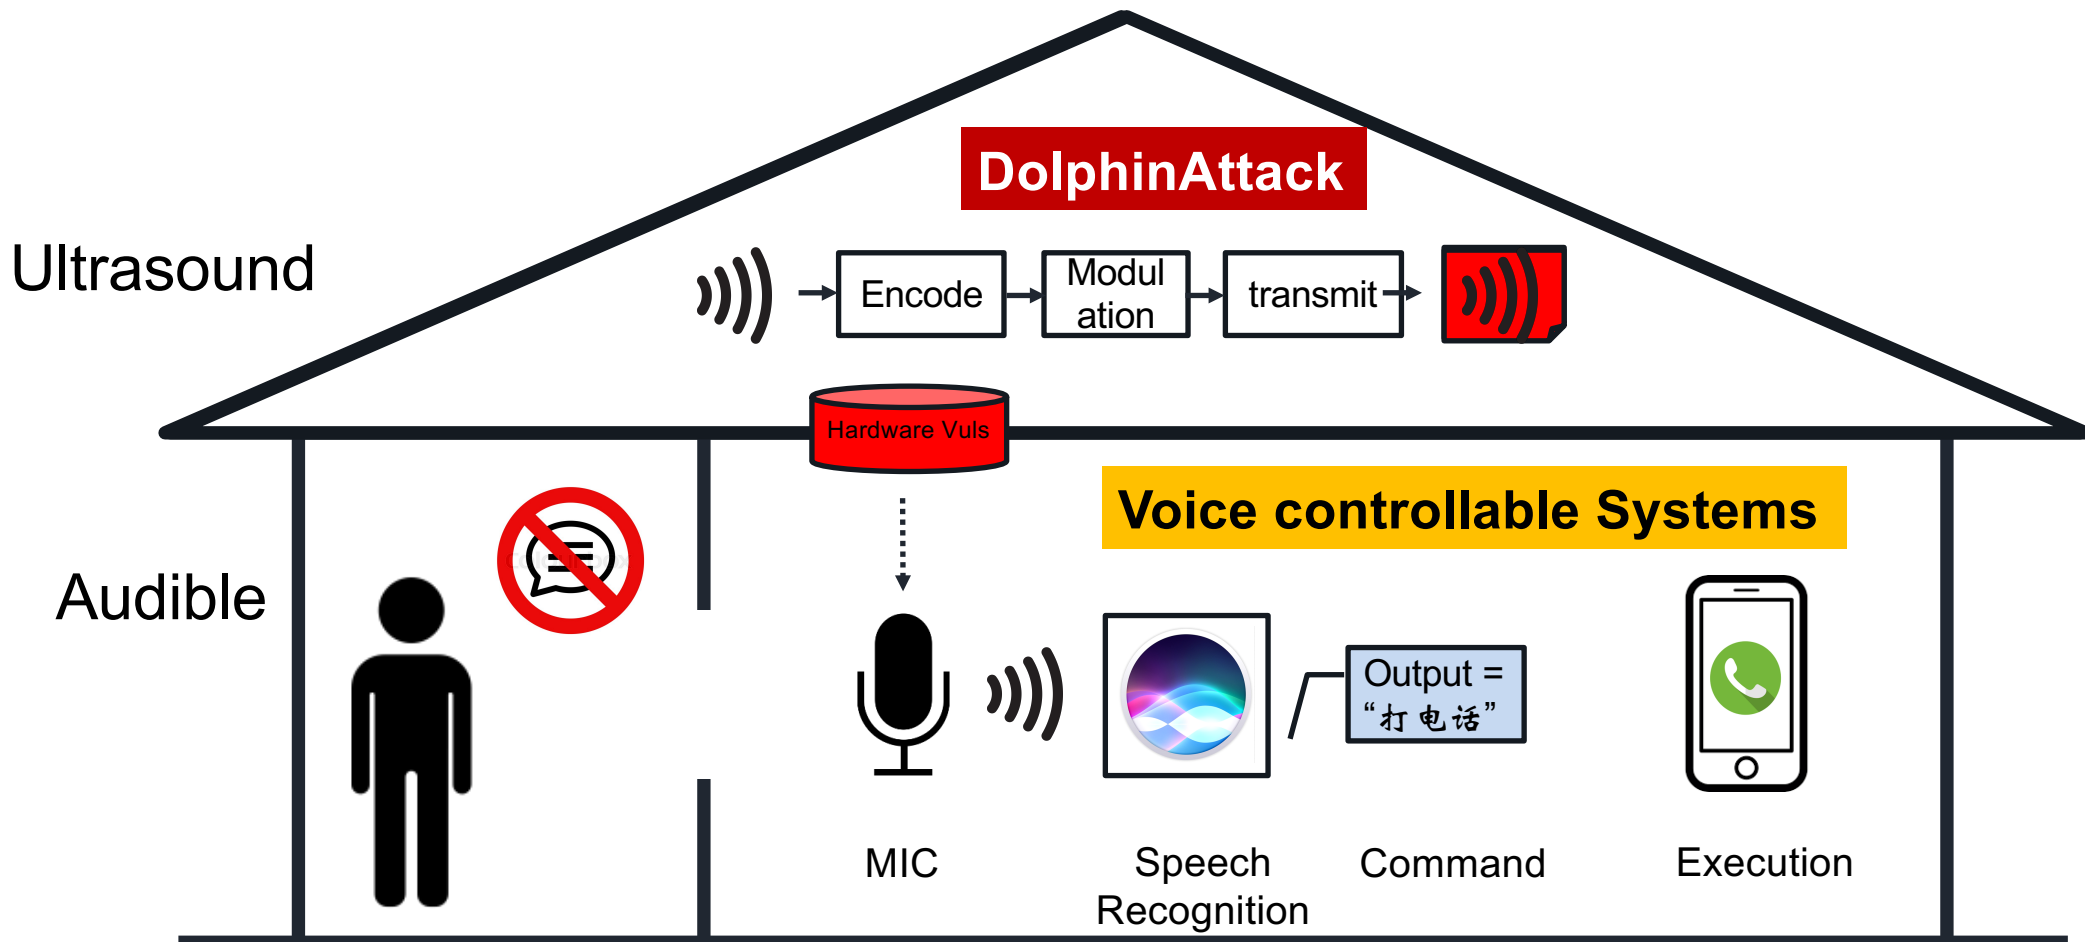 DolphinAttack
Ultrasound
Encode
Modul
ation
transmit
Hardware Vuls
Voice controllable Systems
Audible
Output =
“打电话”
MIC
Speech
Recognition
Command
Execution